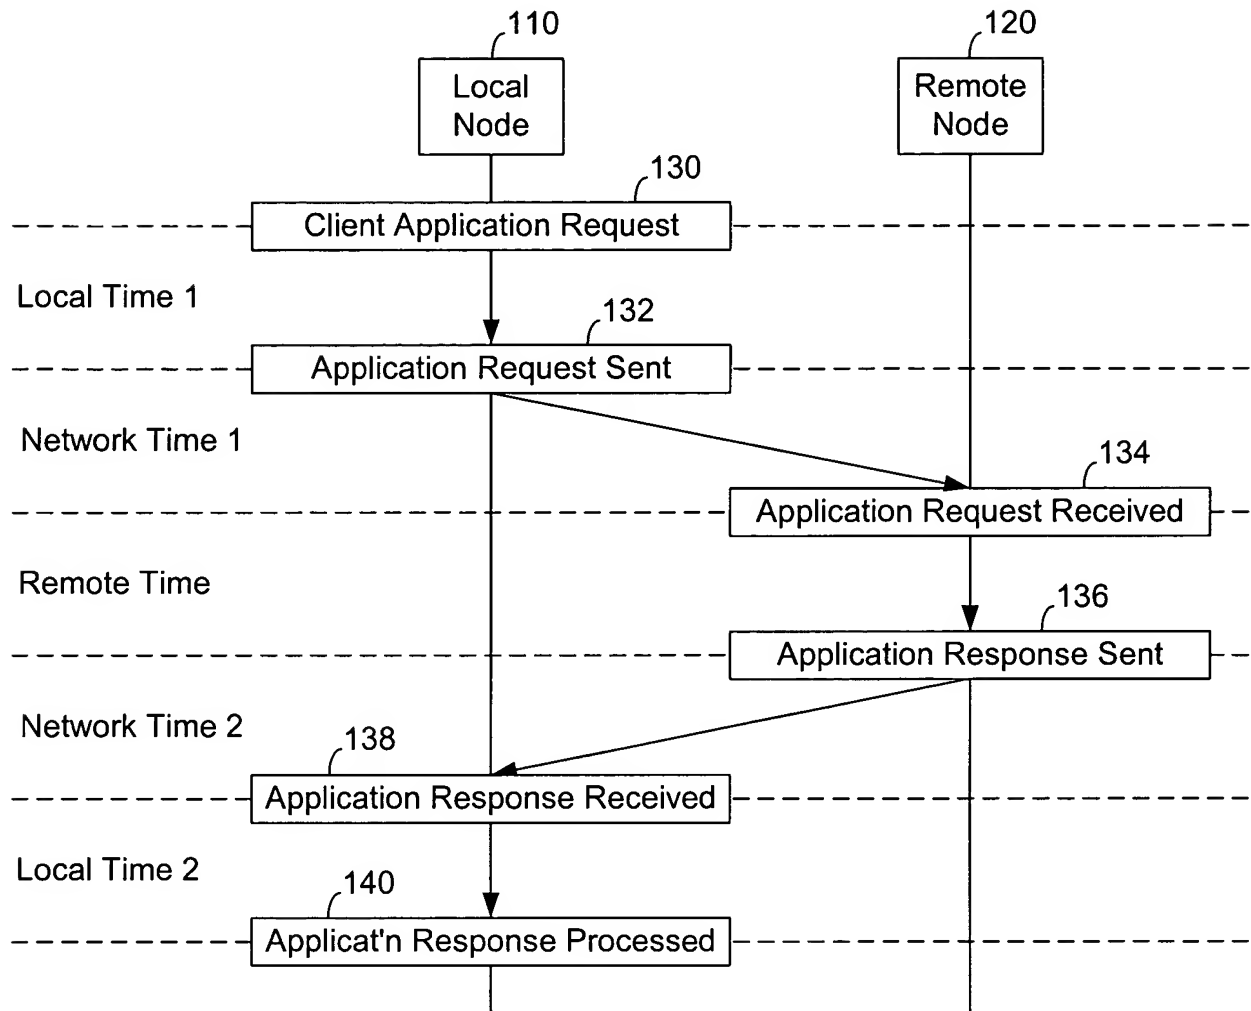 110
120
Local
Node
Remote
Node
130
Client Application Request
Local Time 1
132
Application Request Sent
Network Time 1
134
Application Request Received
Remote Time
136
Application Response Sent
Network Time 2
138
Application Response Received
Local Time 2
140
Applicat'n Response Processed